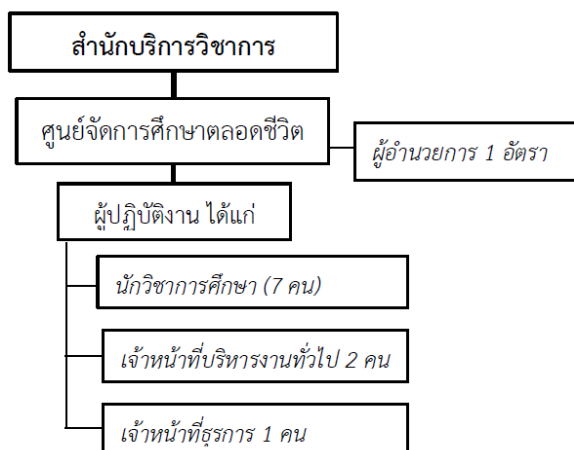 สำนักบริการวิชาการ
ศูนย์จัดการศึกษาตลอดชีวิต
ผู้อำนวยการ 1 อัตรา
ผู้ปฏิบัติงาน ได้แก่
นักวิชาการศึกษา (7 คน)
เจ้าหน้าที่บริหารงานทั่วไป 2 คน
เจ้าหน้าที่ธุรการ 1 คน